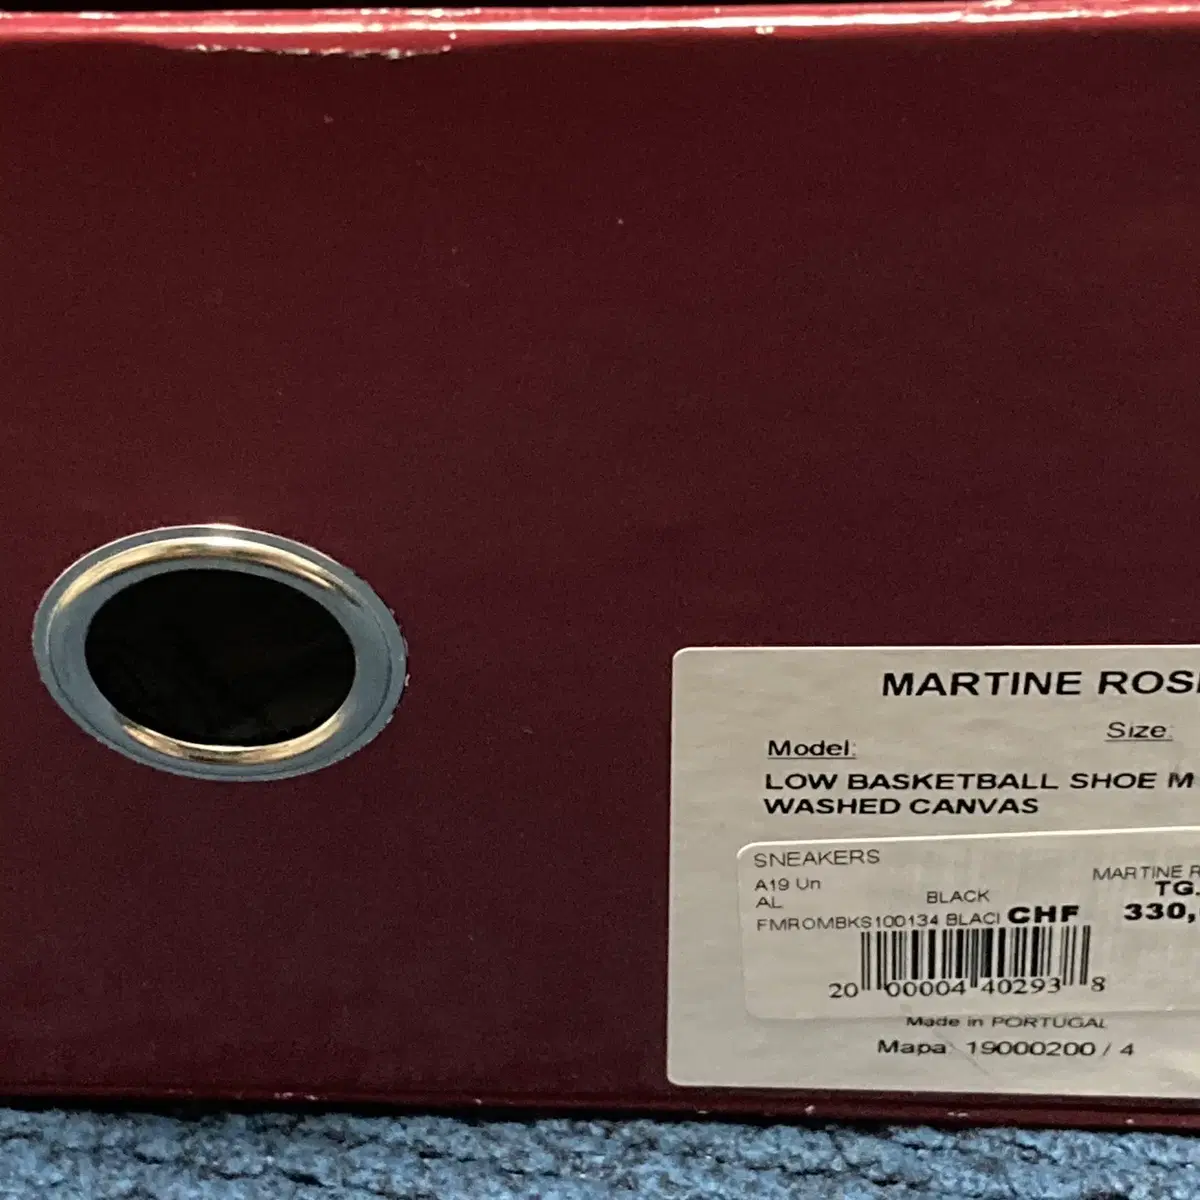 MARTINE ROS
Size:
Model:
LOW BASKETBALL SHOE M
WASHED CANVAS
SNEAKERS
A19 Un
MARTINE R
AL
BLACK
TG.
FMROMBKS100134 BLACI CHF 330,
20 00004 40293 8
Made in PORTUGAL
Mapa: 19000200 / 4